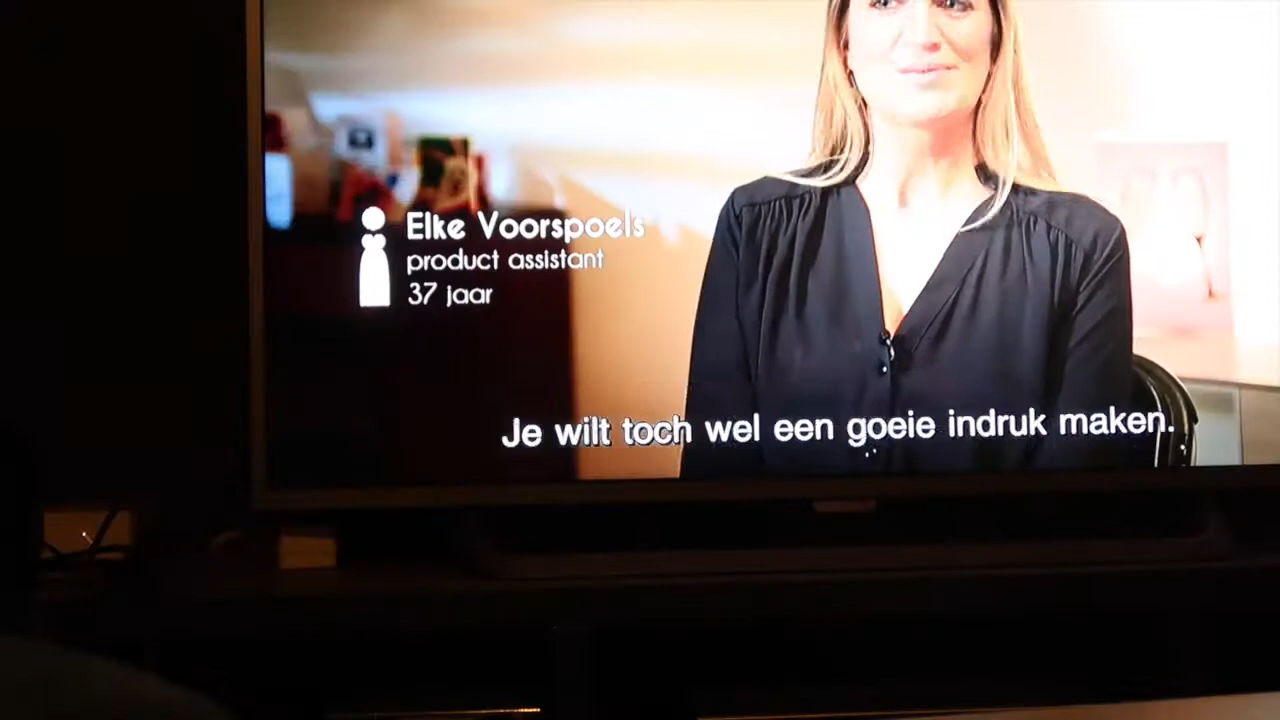 Elke Voorspoels
product assistant
37 jaar
Je wilt toch wel een goeie indruk maken.